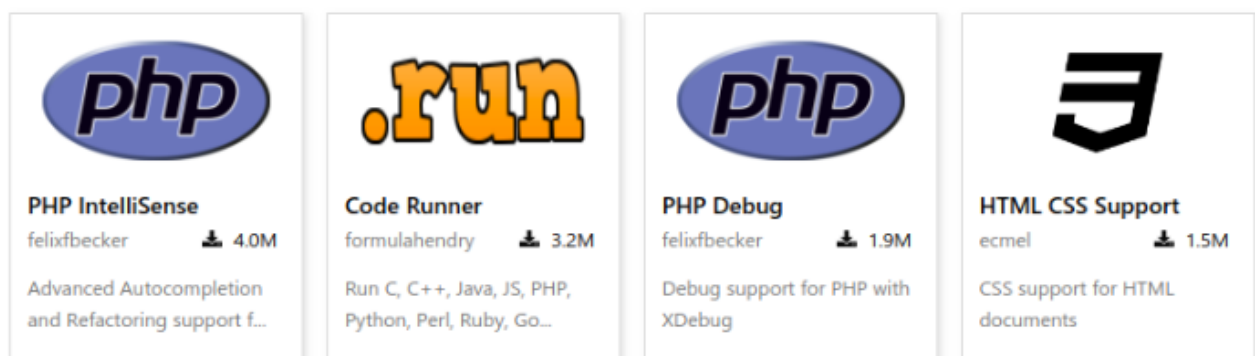 php
.run
php
PHP IntelliSense
Code Runner
PHP Debug
HTML CSS Support
felixfbecker 4.0M
formulahendry 3.2M
felixfbecker 1.9M
ecmel 1.5M
Advanced Autocompletion
and Refactoring support f...
Run C, C++, Java, JS, PHP,
Python, Perl, Ruby, Go...
Debug support for PHP with
XDebug
CSS support for HTML
documents